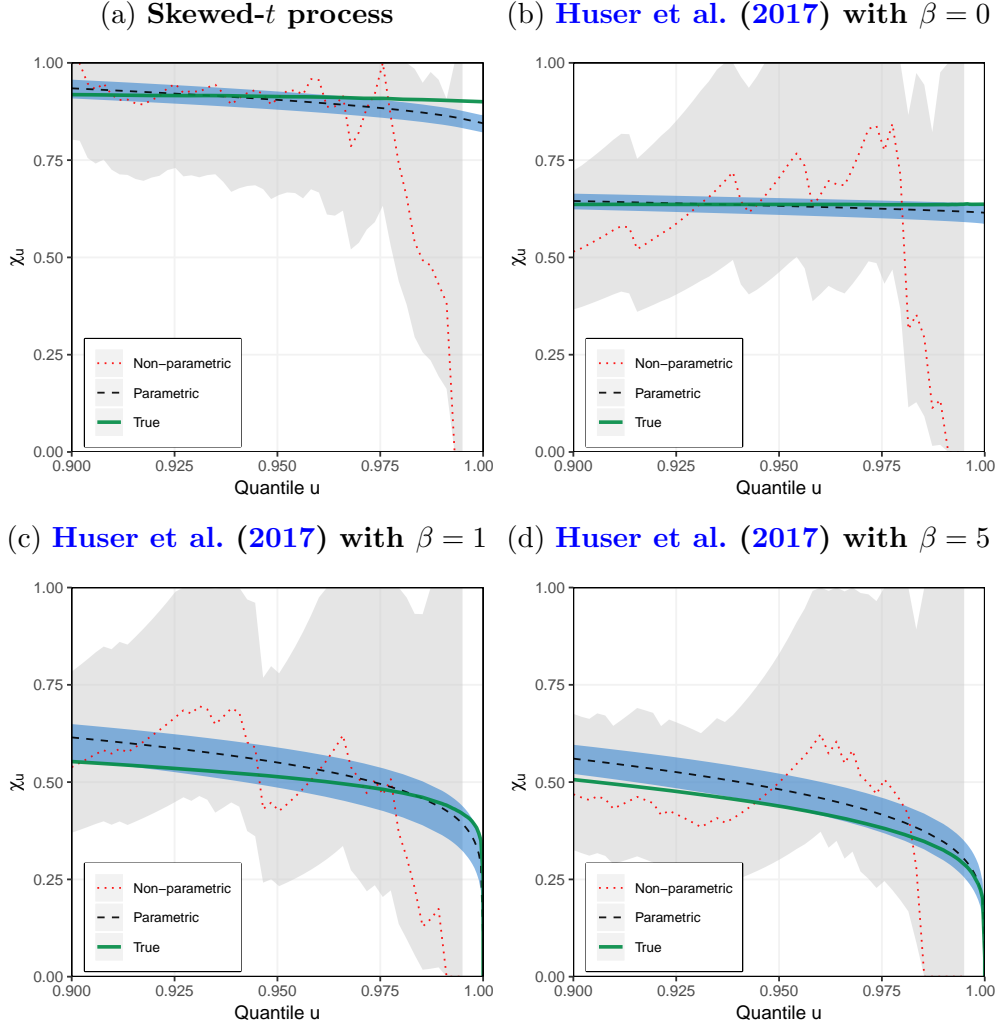 (a) Skewed-t process
1.00
0.75
0.50
0.25
0.00
χu
Non−parametric
Parametric
True
0.900
0.925
0.950
0.975
1.00
Quantile u
(b) Huser et al. (2017) with β = 0
1.00
0.75
0.50
0.25
0.00
χu
Non−parametric
Parametric
True
0.900
0.925
0.950
0.975
1.00
Quantile u
(c) Huser et al. (2017) with β = 1
1.00
0.75
0.50
0.25
0.00
χu
Non−parametric
Parametric
True
0.900
0.925
0.950
0.975
1.00
Quantile u
(d) Huser et al. (2017) with β = 5
1.00
0.75
0.50
0.25
0.00
χu
Non−parametric
Parametric
True
0.900
0.925
0.950
0.975
1.00
Quantile u